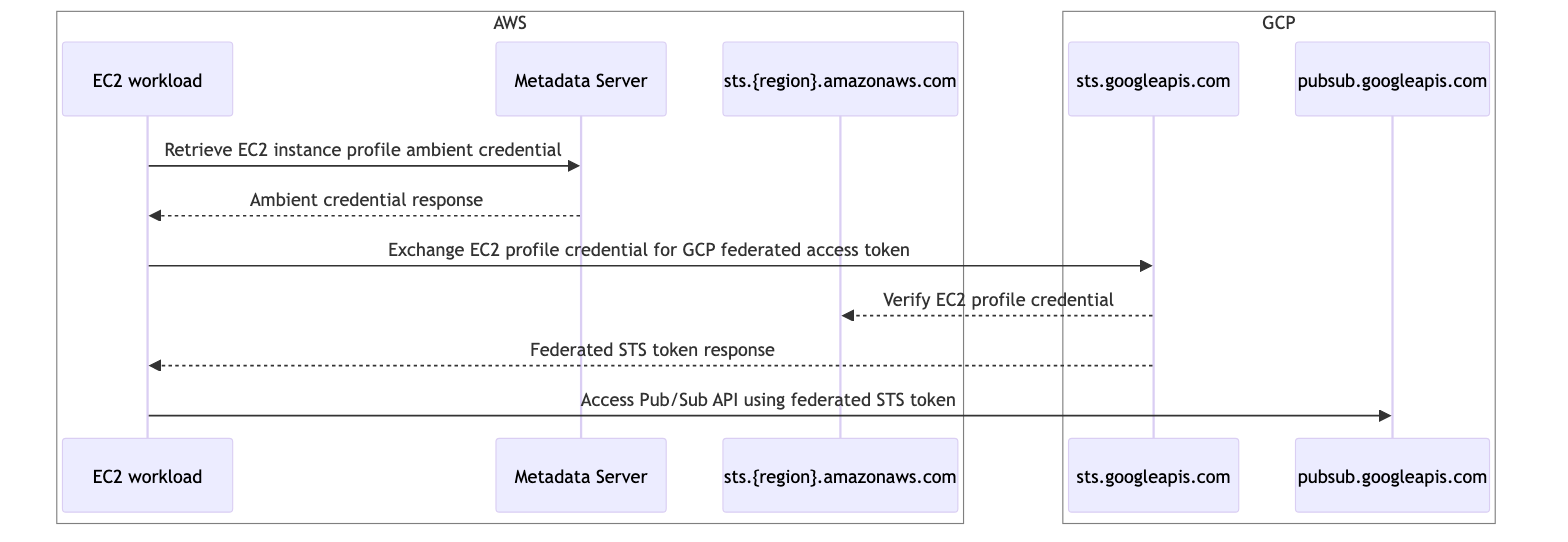 AWS
GCP
EC2 workload
Metadata Server
sts.{region}.amazonaws.com
sts.googleapis.com
pubsub.googleapis.com
Retrieve EC2 instance profile ambient credential
Ambient credential response
Exchange EC2 profile credential for GCP federated access token
Verify EC2 profile credential
Federated STS token response
Access Pub/Sub API using federated STS token
EC2 workload
Metadata Server
sts.{region}.amazonaws.com
sts.googleapis.com
pubsub.googleapis.com